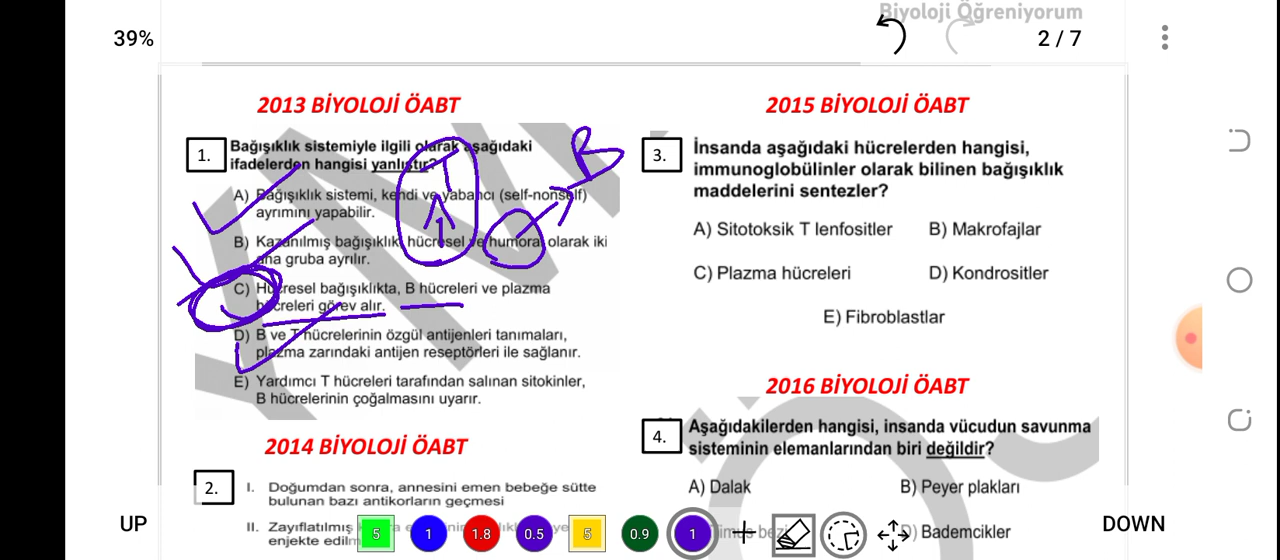 Biyoloji Öğreniyorum
39%
2 / 7
2013 BİYOLOJİ ÖABT
1. Bağışıklık sistemiyle ilgili olarak aşağıdaki
ifadelerden hangisi yanlıştır?
A) Bağışıklık sistemi, kendi ve yabancı (self-nonself)
ayrımını yapabilir.
B) Kazanılmış bağışıklık, hücresel ve humoral olarak iki
ana gruba ayrılır.
C) Hücresel bağışıklıkta, B hücreleri ve plazma
hücreleri görev alır.
D) B ve T hücrelerinin özgül antijenleri tanımaları,
plazma zarındaki antijen reseptörleri ile sağlanır.
E) Yardımcı T hücreleri tarafından salınan sitokinler,
B hücrelerinin çoğalmasını uyarır.
T
B
2014 BİYOLOJİ ÖABT
2. I. Doğumdan sonra, annesini emen bebeğe sütte
bulunan bazı antikorların geçmesi
II. Zayıflatılmış
enjekte
2015 BİYOLOJİ ÖABT
3. İnsanda aşağıdaki hücrelerden hangisi,
immunoglobülinler olarak bilinen bağışıklık
maddelerini sentezler?
A) Sitotoksik T lenfositler B) Makrofajlar
C) Plazma hücreleri D) Kondrositler
E) Fibroblastlar
2016 BİYOLOJİ ÖABT
4. Aşağıdakilerden hangisi, insanda vücudun savunma
sisteminin elemanlarından biri değildir?
A) Dalak B) Peyer plakları
Timus bezi D) Bademcikler
UP
5 1 1.8 0.5 5 0.9 1
DOWN